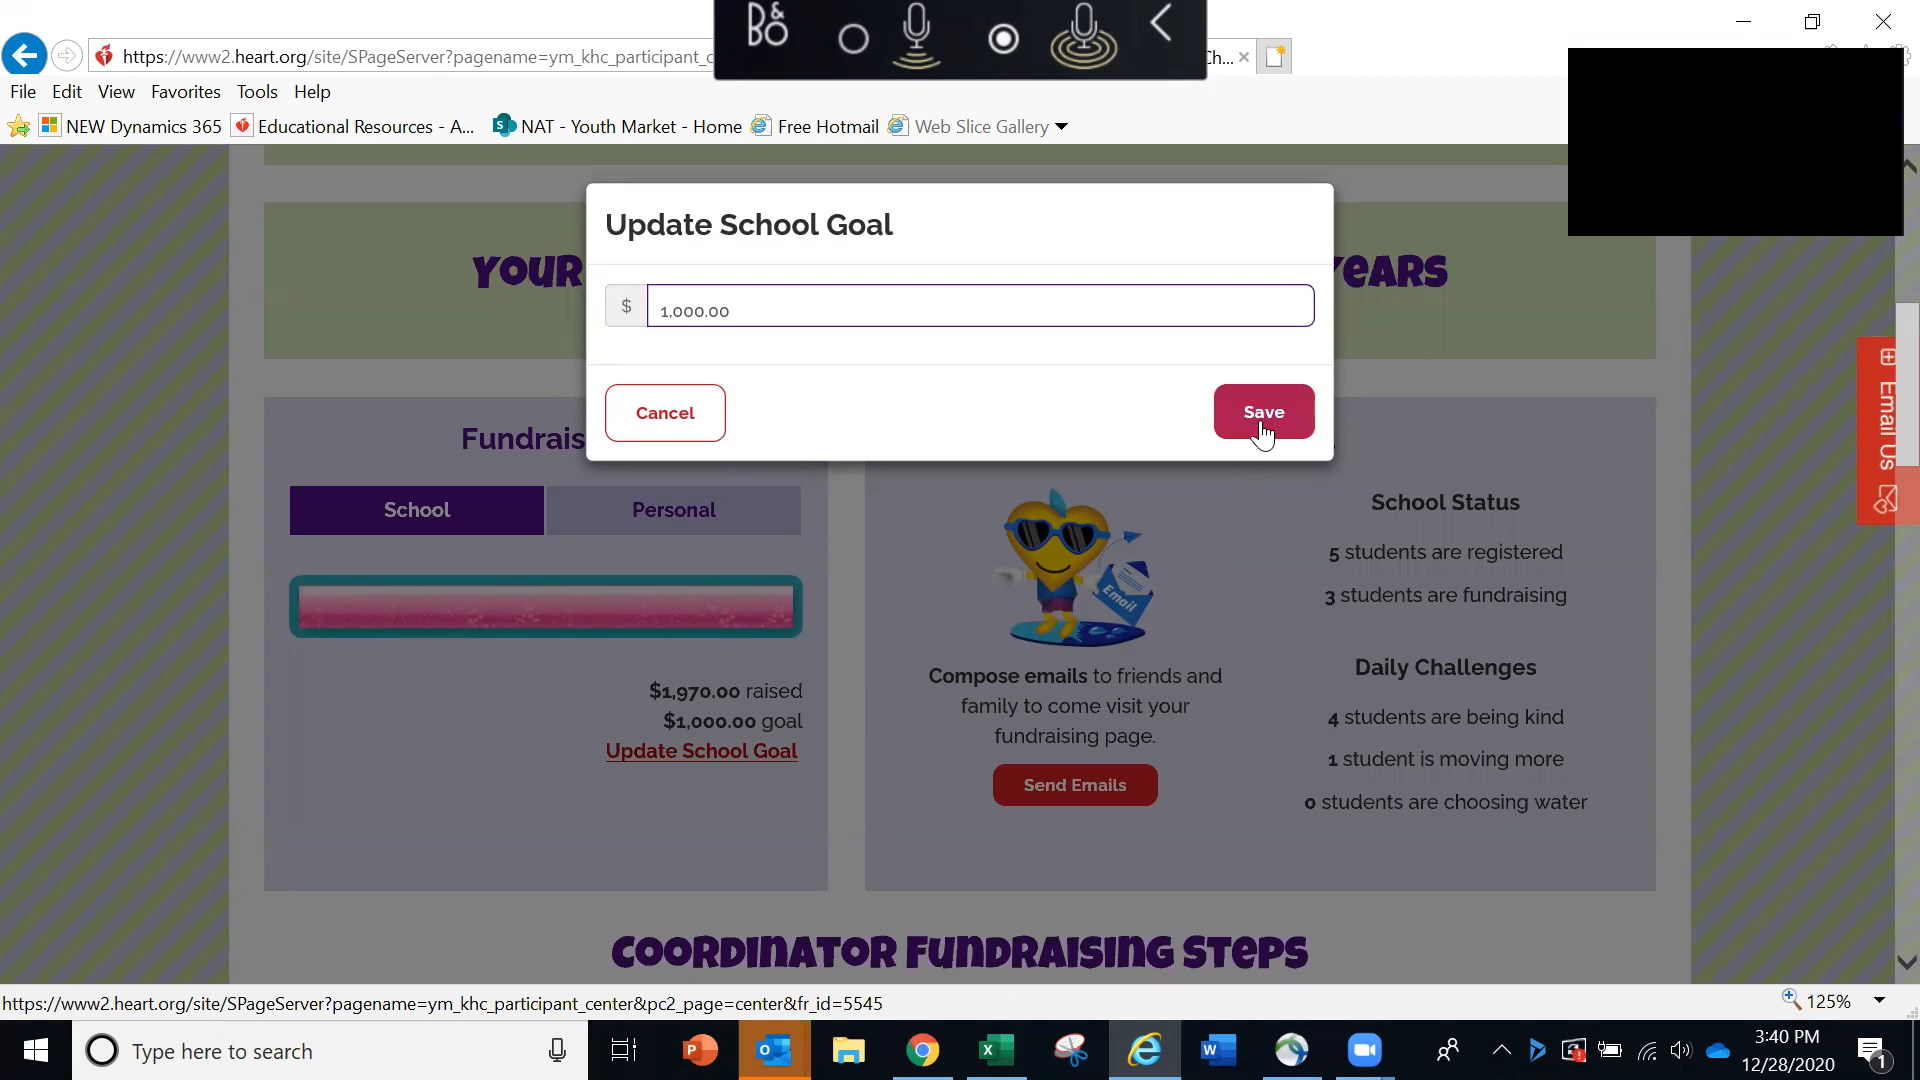 B&O
https://www2.heart.org/site/SPageServer?pagename=ym_khc_participant_c
Ch...
File Edit View Favorites Tools Help
NEW Dynamics 365 Educational Resources - A... NAT - Youth Market - Home Free Hotmail Web Slice Gallery
Update School Goal
YOUR YEARS
$ 1,000.00
Cancel Save
Email Us
Fundrais
School Personal
$1,970.00 raised
$1,000.00 goal
Update School Goal
Email
Compose emails to friends and
family to come visit your
fundraising page.
Send Emails
School Status
5 students are registered
3 students are fundraising
Daily Challenges
4 students are being kind
1 student is moving more
0 students are choosing water
COORDINATOR FUNDRAISING STEPS
https://www2.heart.org/site/SPageServer?pagename=ym_khc_participant_center&pc2_page=center&fr_id=5545
125%
Type here to search
3:40 PM
12/28/2020
1